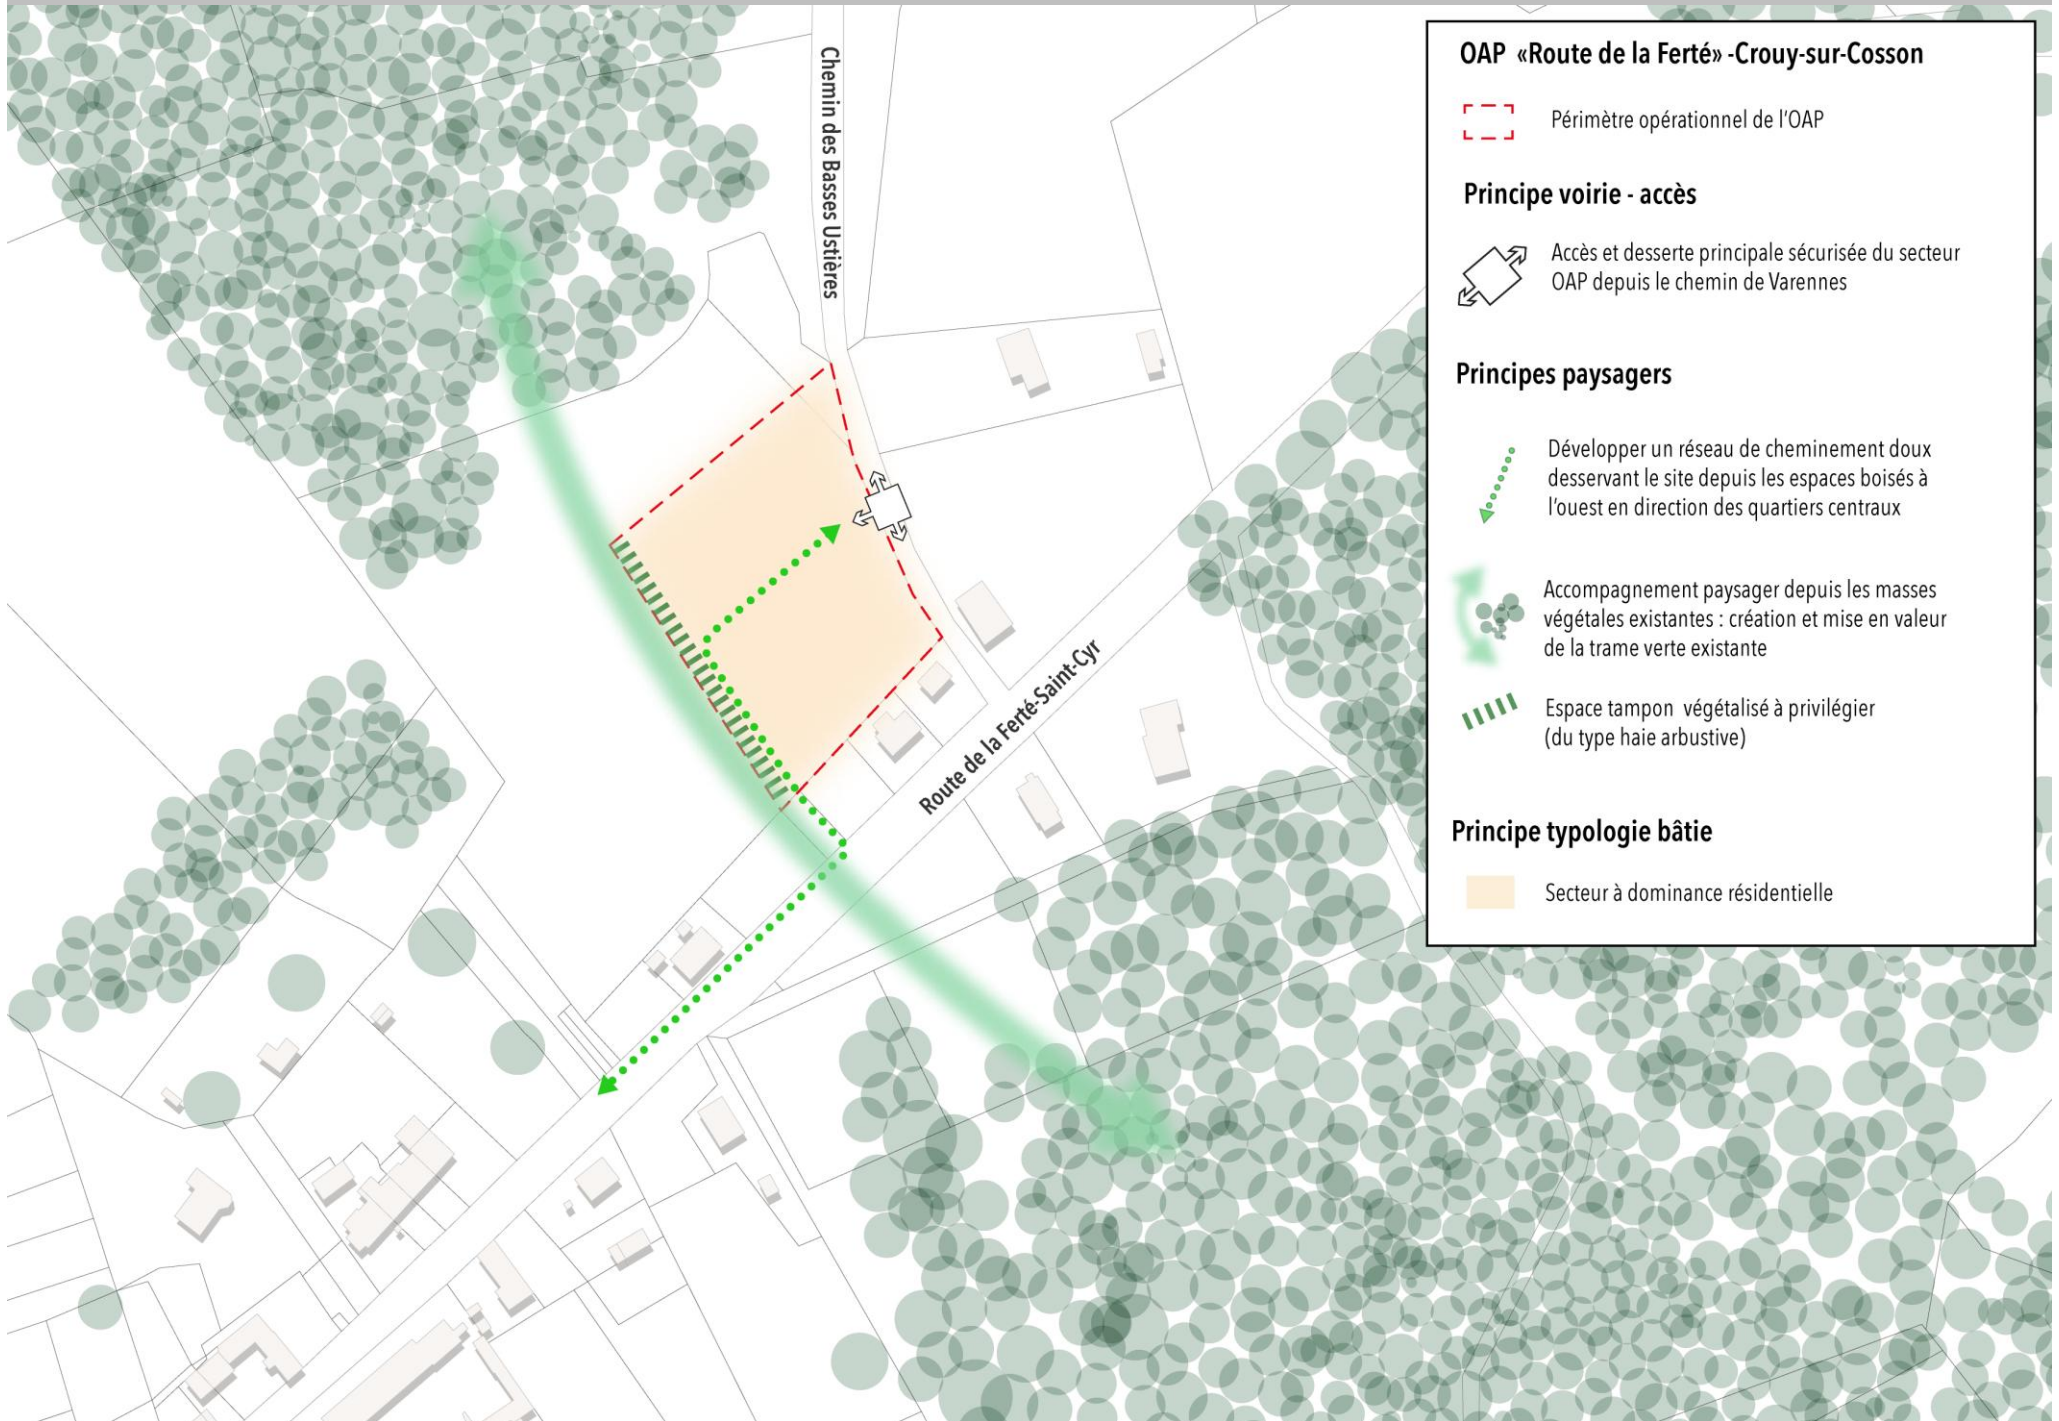 Chemin des Basses Ustières
Route de la Ferté-Saint-Cyr
OAP «Route de la Ferté» -Crouy-sur-Cosson
Périmètre opérationnel de l'OAP
Principe voirie - accès
Accès et desserte principale sécurisée du secteur
OAP depuis le chemin de Varennes
Principes paysagers
Développer un réseau de cheminement doux
desservant le site depuis les espaces boisés à
l'ouest en direction des quartiers centraux
Accompagnement paysager depuis les masses
végétales existantes : création et mise en valeur
de la trame verte existante
Espace tampon végétalisé à privilégier
(du type haie arbustive)
Principe typologie bâtie
Secteur à dominance résidentielle